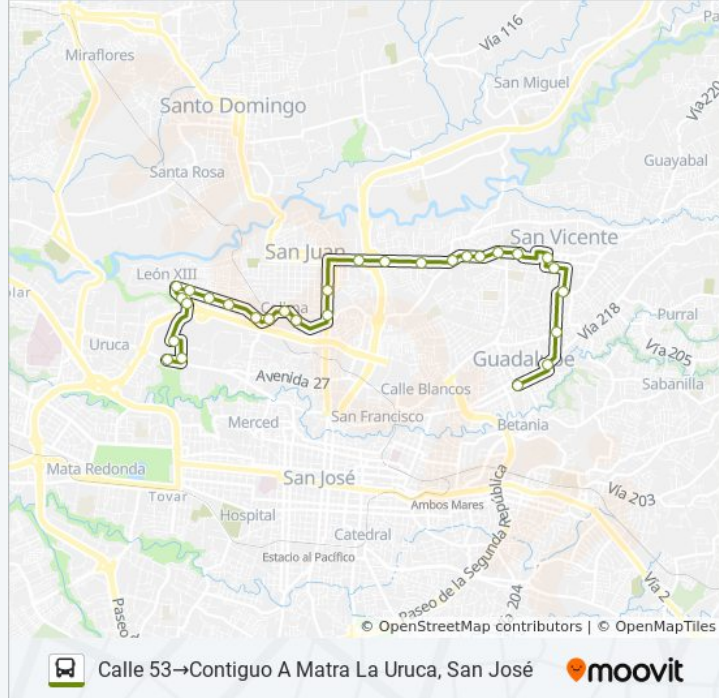 Vía 116
Miraflores
San Miguel
Vía 220
Santo Domingo
Guayabal
Santa Rosa
San Vicente
San Juan
León XIII
Colima
Vía 218
Purral
Uruca
Guadalupe
Vía 205
Avenida 27
Sabanilla
Calle Blancos
Merced
San Francisco
Betania
Mata Redonda
San José
Tovar
Vía 203
Ambos Mares
Hospital
Catedral
Estacio al Pacífico
Paseo de la Segunda República
204
Vía 2
Paseo
© OpenStreetMap contributors | © OpenMapTiles
Calle 53→Contiguo A Matra La Uruca, San José
moovit